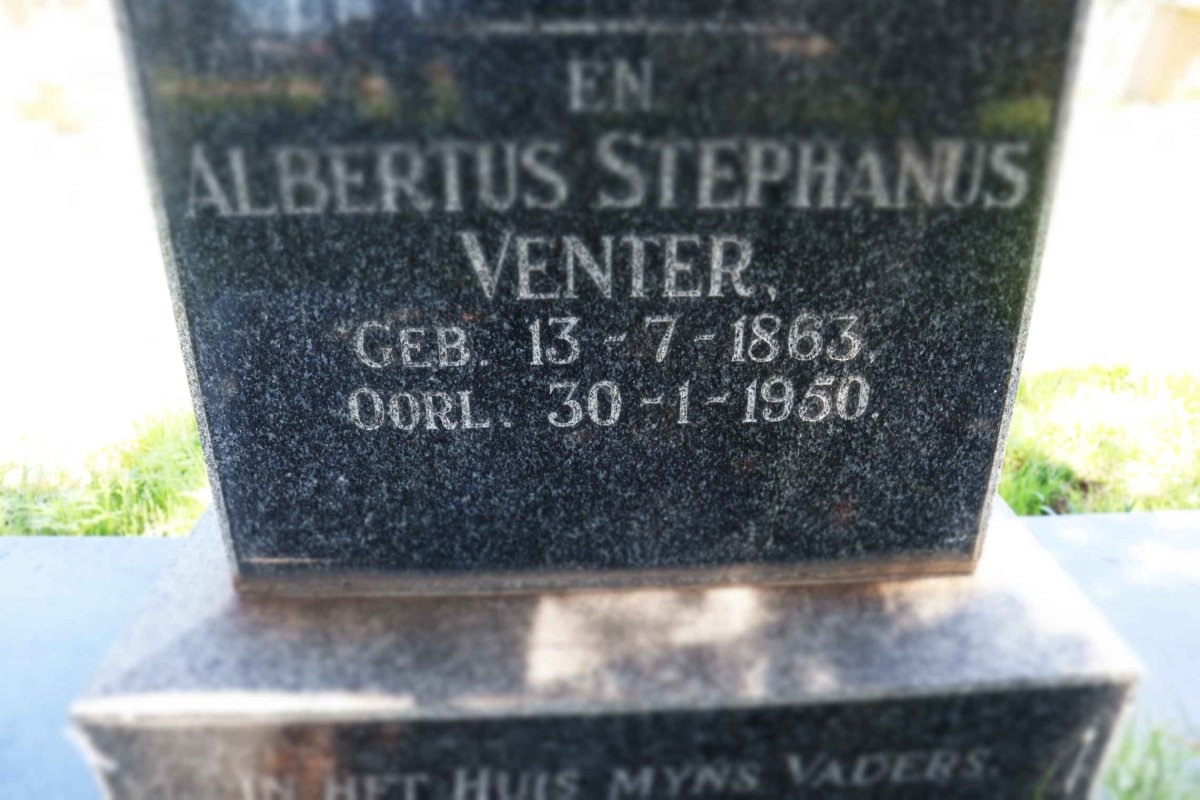 EN
ALBERTUS STEPHANUS
VENTER,
GEB. 13-7-1863.
OORL. 30-1-1950.
IN HET HUIS MYNS VADERS.